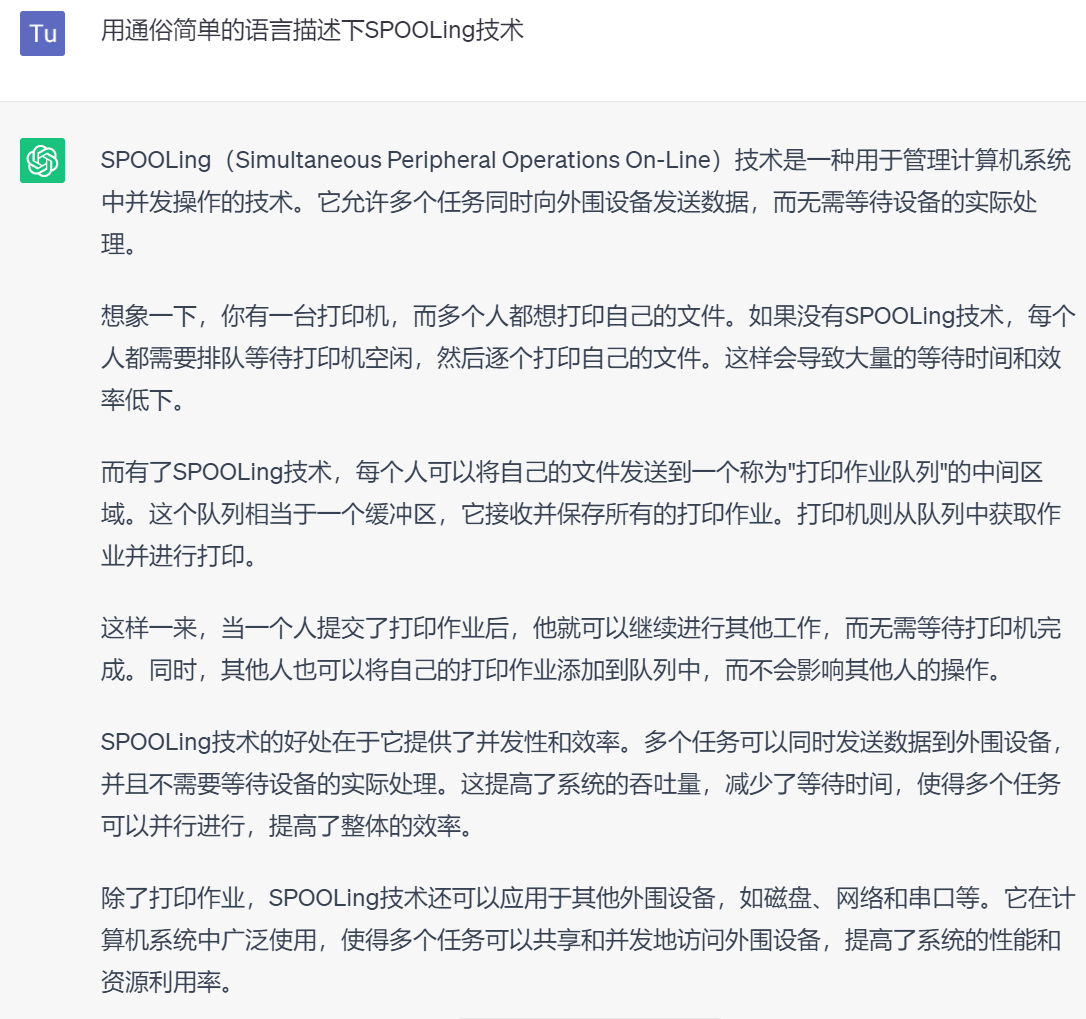 Tu
用通俗简单的语言描述下SPOOLing技术
SPOOLing（Simultaneous Peripheral Operations On-Line）技术是一种用于管理计算机系统
中并发操作的技术。它允许多个任务同时向外围设备发送数据，而无需等待设备的实际处
理。
想象一下，你有一台打印机，而多个人都想打印自己的文件。如果没有SPOOLing技术，每个
人都需要排队等待打印机空闲，然后逐个打印自己的文件。这样会导致大量的等待时间和效
率低下。
而有了SPOOLing技术，每个人可以将自己的文件发送到一个称为"打印作业队列"的中间区
域。这个队列相当于一个缓冲区，它接收并保存所有的打印作业。打印机则从队列中获取作
业并进行打印。
这样一来，当一个人提交了打印作业后，他就可以继续进行其他工作，而无需等待打印机完
成。同时，其他人也可以将自己的打印作业添加到队列中，而不会影响其他人的操作。
SPOOLing技术的好处在于它提供了并发性和效率。多个任务可以同时发送数据到外围设备，
并且不需要等待设备的实际处理。这提高了系统的吞吐量，减少了等待时间，使得多个任务
可以并行进行，提高了整体的效率。
除了打印作业，SPOOLing技术还可以应用于其他外围设备，如磁盘、网络和串口等。它在计
算机系统中广泛使用，使得多个任务可以共享和并发地访问外围设备，提高了系统的性能和
资源利用率。